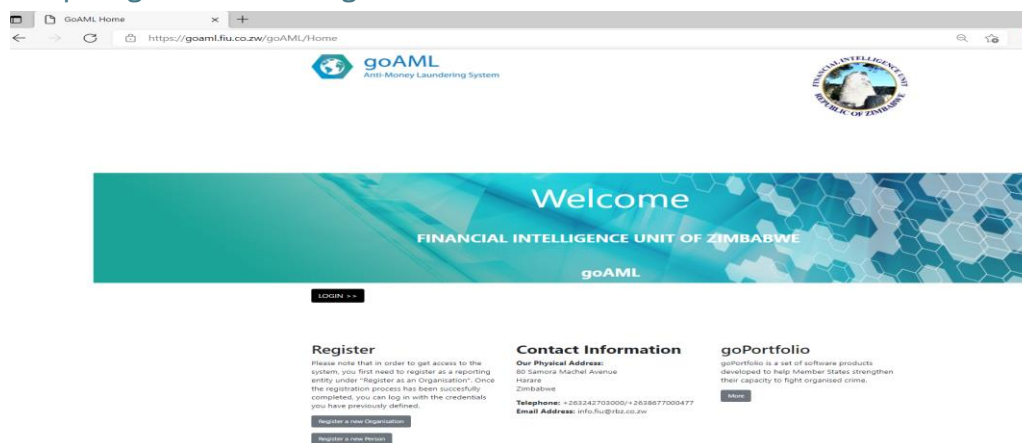 GoAML Home
https://goaml.fiu.co.zw/goAML/Home
goAML
Anti-Money Laundering System
FINANCIAL INTELLIGENCE UNIT
REPUBLIC OF ZIMBABWE
Welcome
FINANCIAL INTELLIGENCE UNIT OF ZIMBABWE
goAML
LOGIN >>
Register
Please note that in order to get access to the
system, you first need to register as a reporting
entity under "Register as an Organisation". Once
the registration process has been succesfully
completed, you can log in with the credentials
you have previously defined.
Register a new Organisation
Register a new Person
Contact Information
Our Physical Address:
80 Samora Machel Avenue
Harare
Zimbabwe
Telephone: +263242703000/+2638677000477
Email Address: info.fiu@rbz.co.zw
goPortfolio
goPortfolio is a set of software products
developed to help Member States strengthen
their capacity to fight organised crime.
More